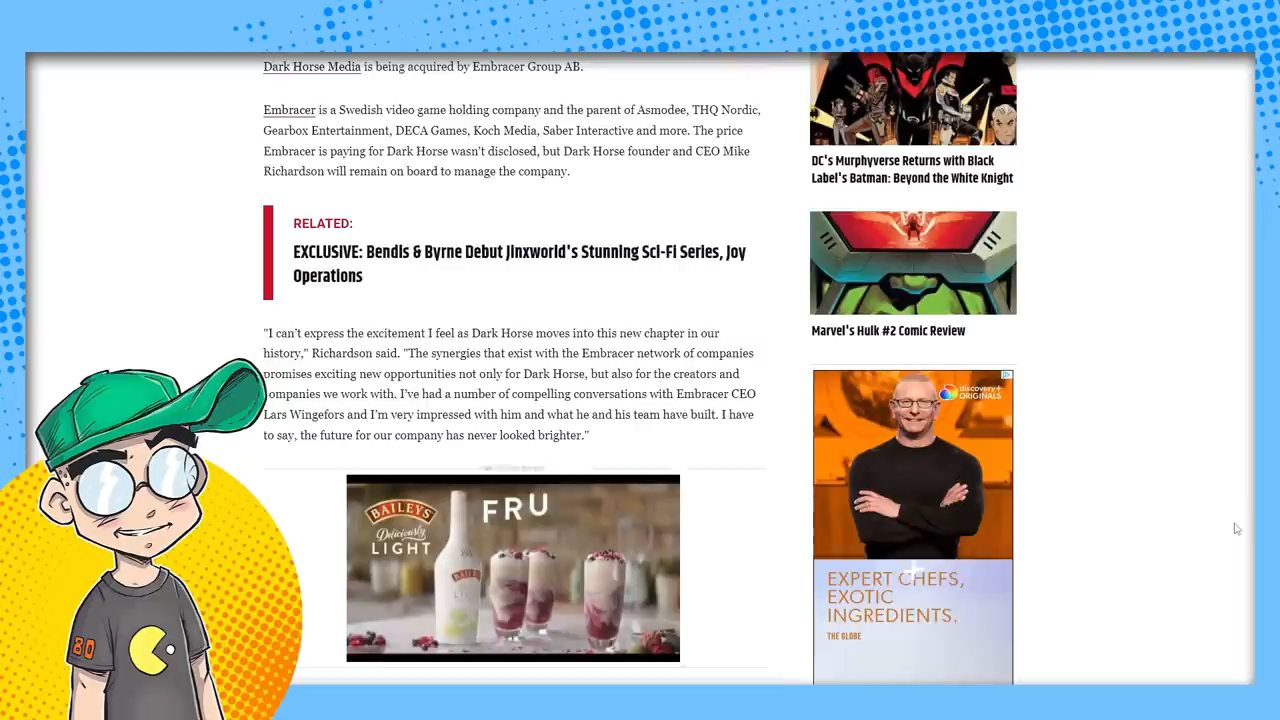 Dark Horse Media is being acquired by Embracer Group AB.
Embracer is a Swedish video game holding company and the parent of Asmodee, THQ Nordic,
Gearbox Entertainment, DECA Games, Koch Media, Saber Interactive and more. The price
Embracer is paying for Dark Horse wasn't disclosed, but Dark Horse founder and CEO Mike
Richardson will remain on board to manage the company.
RELATED:
EXCLUSIVE: Bendis & Byrne Debut Jinxworld's Stunning Sci-Fi Series, Joy
Operations
"I can't express the excitement I feel as Dark Horse moves into this new chapter in our
history," Richardson said. "The synergies that exist with the Embracer network of companies
promises exciting new opportunities not only for Dark Horse, but also for the creators and
ompanies we work with. I've had a number of compelling conversations with Embracer CEO
Lars Wingefors and I'm very impressed with him and what he and his team have built. I have
to say, the future for our company has never looked brighter."
BAILEYS
Deliciously
LIGHT
FRU
DC's Murphyverse Returns with Black
Label's Batman: Beyond the White Knight
Marvel's Hulk #2 Comic Review
discovery+
ORIGINALS
EXPERT CHEFS,
EXOTIC
INGREDIENTS.
THE GLOBE
80